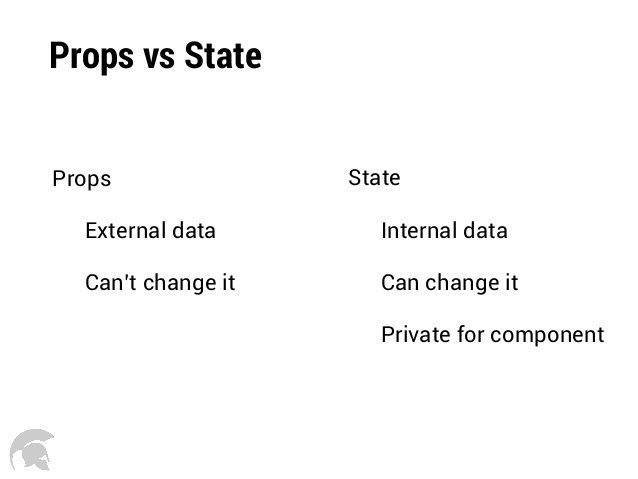 Props vs State
Props
External data
Can't change it
State
Internal data
Can change it
Private for component